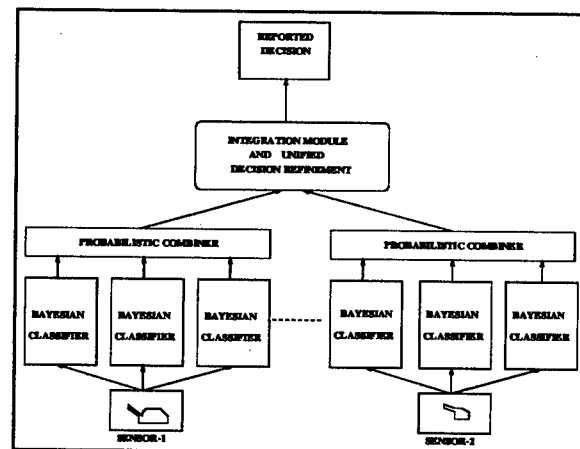 REPORTED
DECISION
INTEGRATION MODULE
AND UNIFIED
DECISION REFINEMENT
PROBABILISTIC COMBINER
PROBABILISTIC COMBINER
BAYESIAN
CLASSIFIER
BAYESIAN
CLASSIFIER
BAYESIAN
CLASSIFIER
BAYESIAN
CLASSIFIER
BAYESIAN
CLASSIFIER
BAYESIAN
CLASSIFIER
SENSOR-1
SENSOR-2